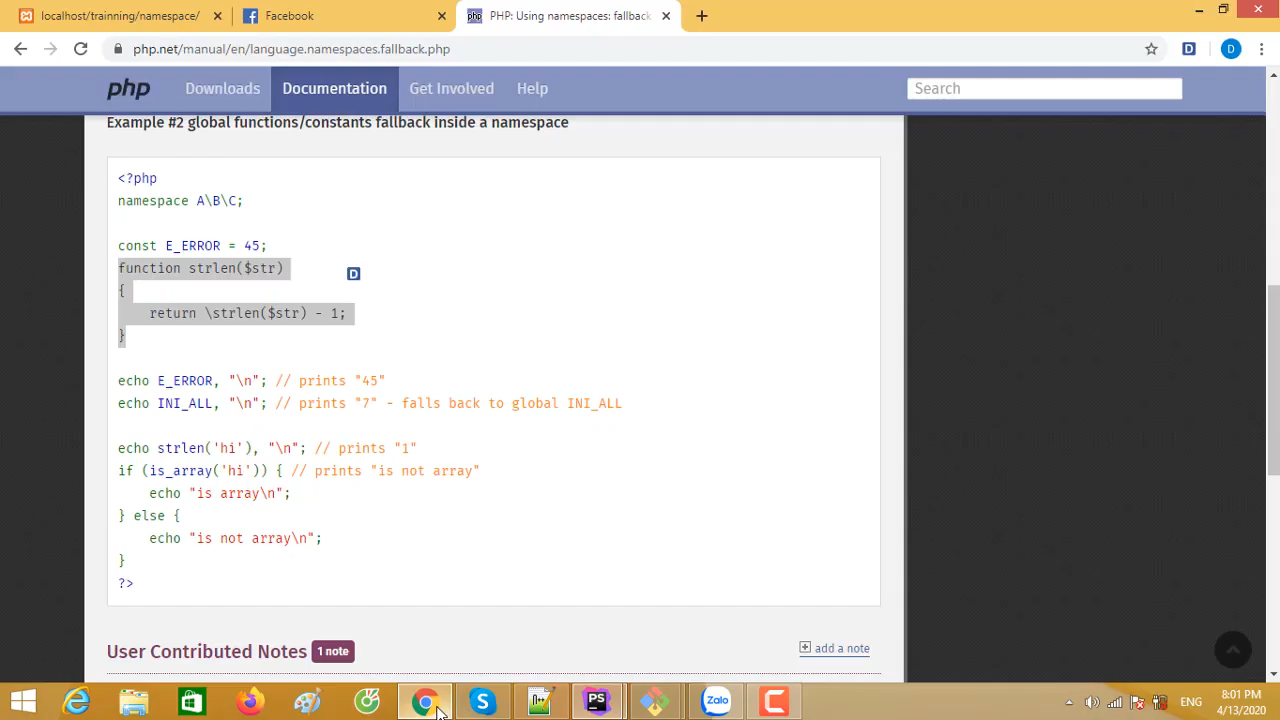 localhost/trainning/namespace/
Facebook
PHP: Using namespaces: fallback
php.net/manual/en/language.namespaces.fallback.php
php
Downloads
Documentation
Get Involved
Help
Search
Example #2 global functions/constants fallback inside a namespace
<?php
namespace A\B\C;
const E_ERROR = 45;
function strlen($str)
{
return \strlen($str) - 1;
}
echo E_ERROR, "\n"; // prints "45"
echo INI_ALL, "\n"; // prints "7" - falls back to global INI_ALL
echo strlen('hi'), "\n"; // prints "1"
if (is_array('hi')) { // prints "is not array"
echo "is array\n";
} else {
echo "is not array\n";
}
?>
User Contributed Notes 1 note
add a note
Zalo
ENG
8:01 PM
4/13/2020